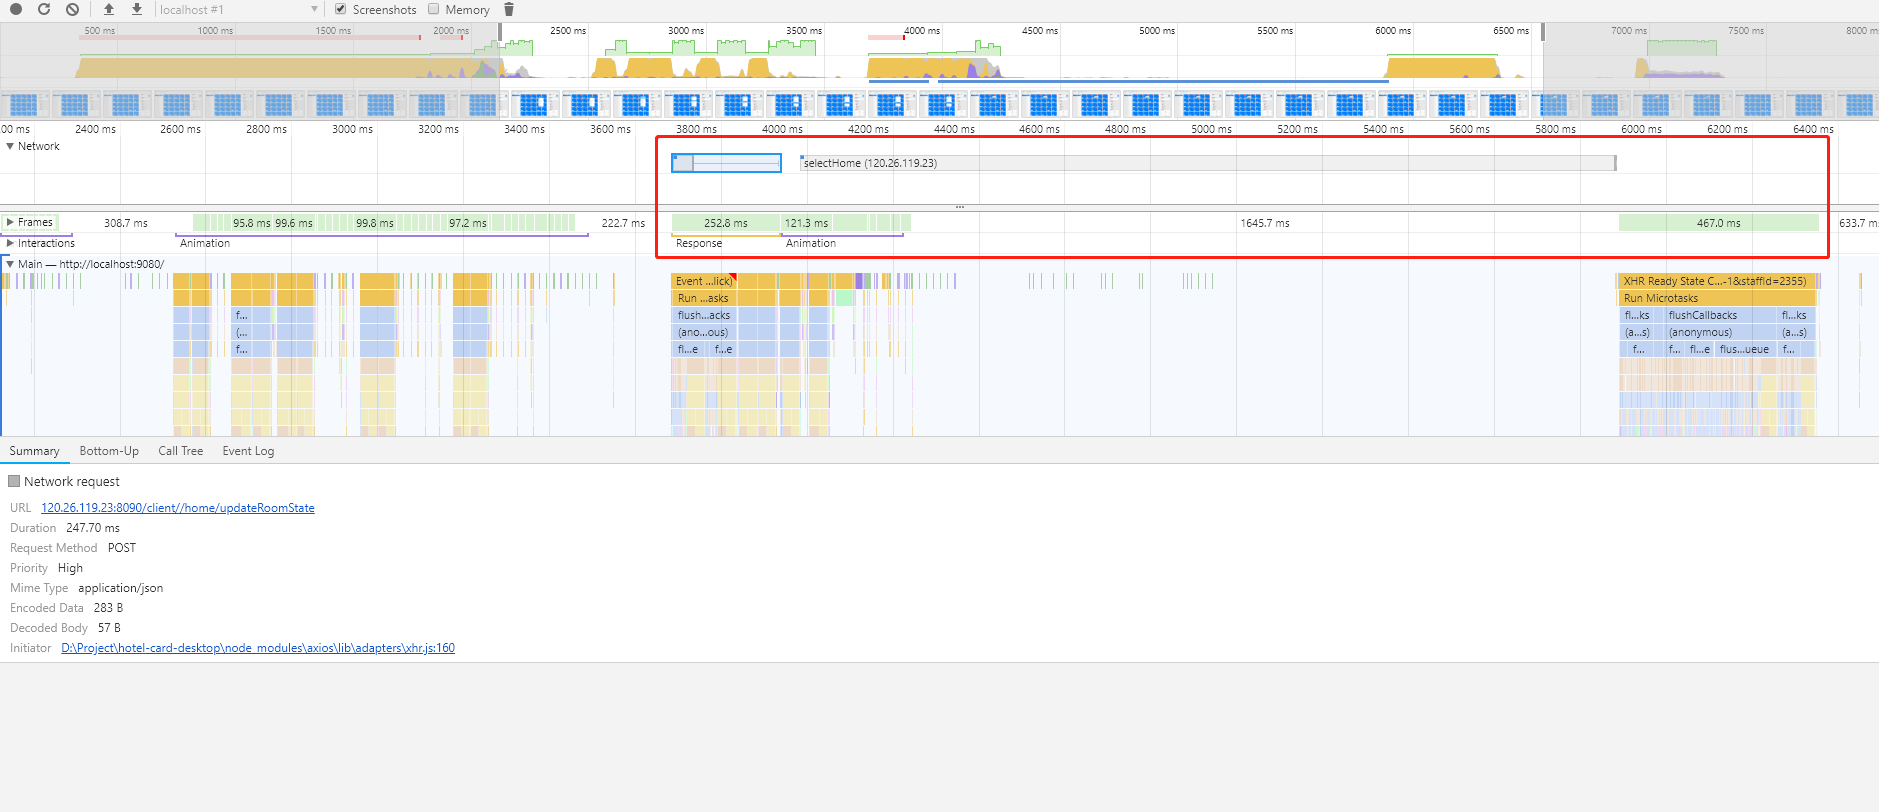 localhost #1 Screenshots Memory
500 ms 1000 ms 1500 ms 2000 ms 2500 ms 3000 ms 3500 ms 4000 ms 4500 ms 5000 ms 5500 ms 6000 ms 6500 ms 7000 ms 7500 ms 8000
00 ms 2400 ms 2600 ms 2800 ms 3000 ms 3200 ms 3400 ms 3600 ms 3800 ms 4000 ms 4200 ms 4400 ms 4600 ms 4800 ms 5000 ms 5200 ms 5400 ms 5600 ms 5800 ms 6000 ms 6200 ms 6400 ms
Network
selectHome (120.26.119.23)
Frames 308.7 ms 95.8 ms 99.6 ms 99.8 ms 97.2 ms 222.7 ms 252.8 ms 121.3 ms 1645.7 ms 467.0 ms 633.7 m
Interactions Animation Response Animation
Main — http://localhost:9080/
Event ...lick) XHR Ready State C...-1&staffId=2355)
Run ...asks Run Microtasks
f... flush...acks fl...ks flushCallbacks fl...ks
(... (ano...ous) (a...s) (anonymous) (a...s)
f... fl...e f...e f... f... fl...e flus...ueue f...
Summary Bottom-Up Call Tree Event Log
Network request
URL 120.26.119.23:8090/client//home/updateRoomState
Duration 247.70 ms
Request Method POST
Priority High
Mime Type application/json
Encoded Data 283 B
Decoded Body 57 B
Initiator D:\Project\hotel-card-desktop\node_modules\axios\lib\adapters\xhr.js:160